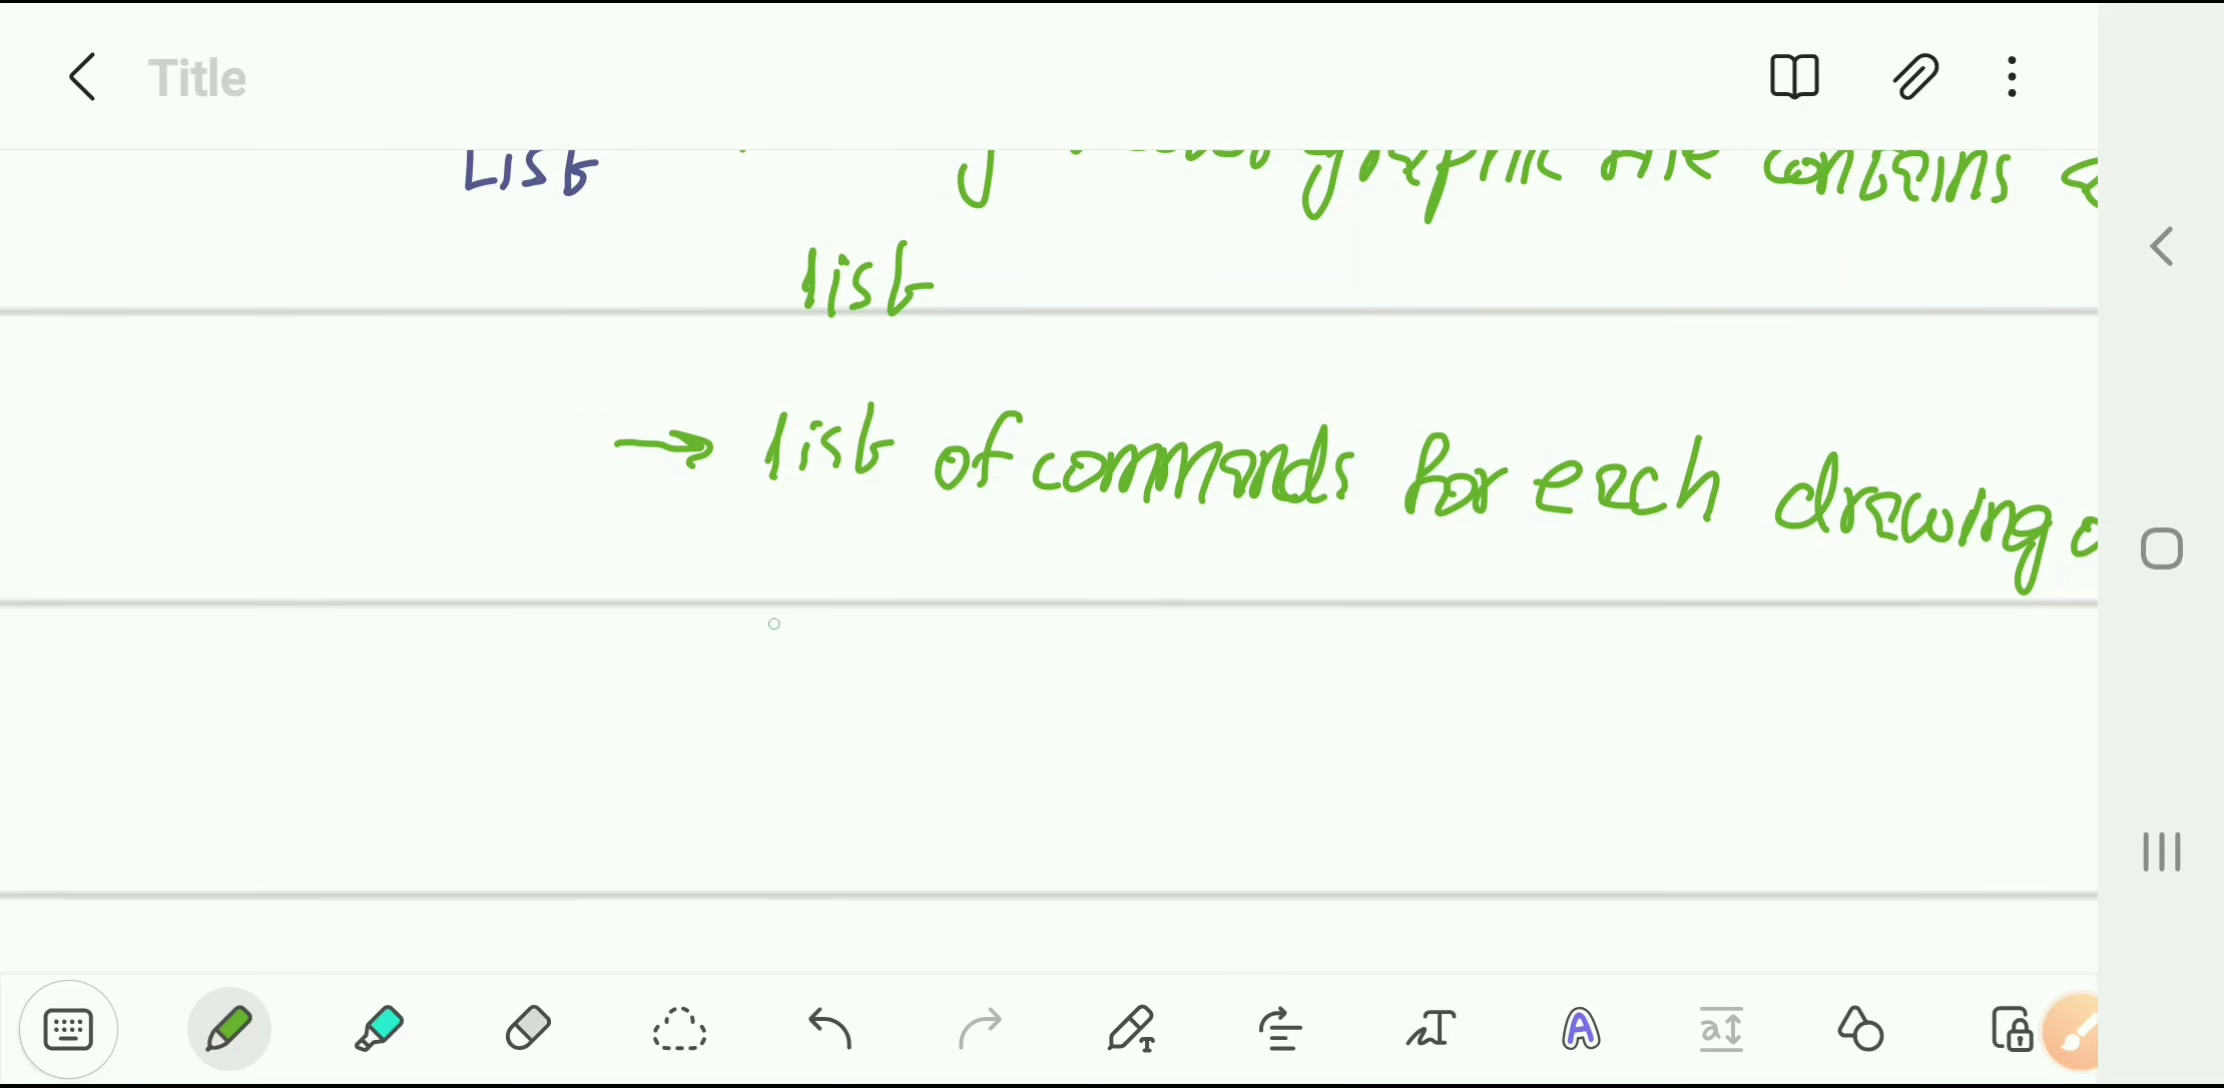 Title
List graphic file contains
list
→ list of commands for each drawing